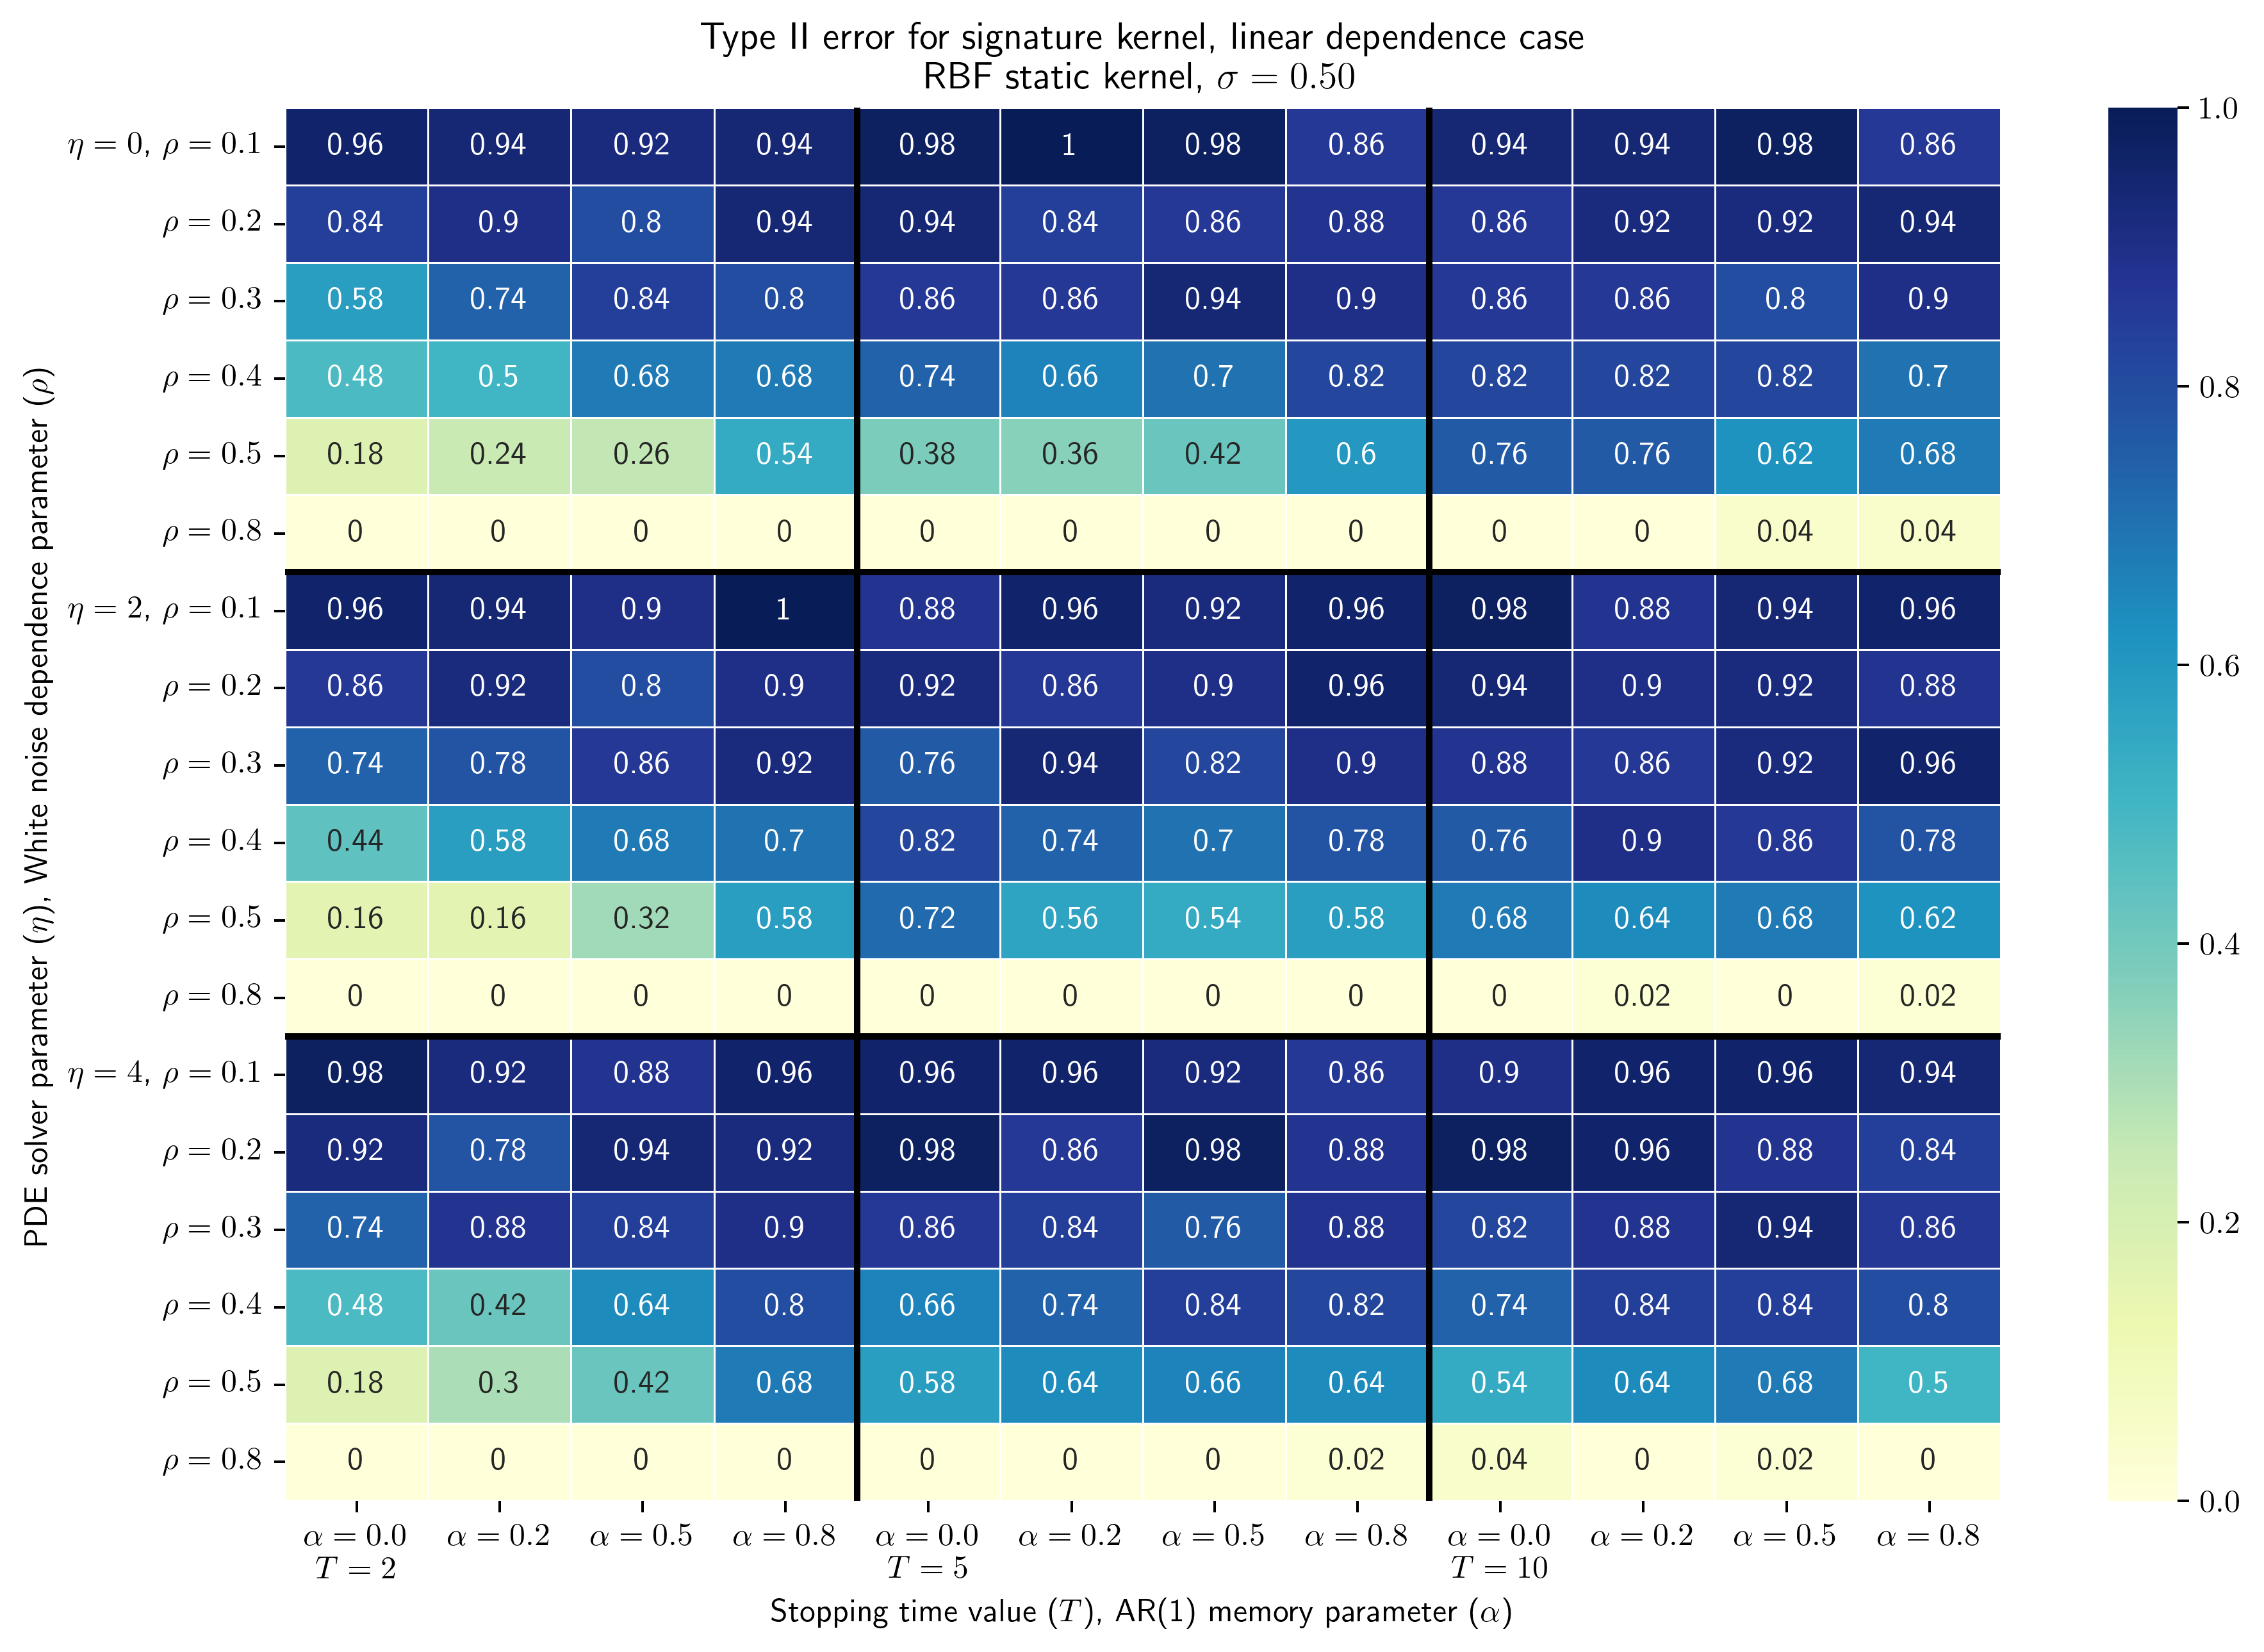 Type II error for signature kernel, linear dependence case
RBF static kernel, σ = 0.50
PDE solver parameter (η), White noise dependence parameter (ρ)
η = 0, ρ = 0.1 0.96 0.94 0.92 0.94 0.98 1 0.98 0.86 0.94 0.94 0.98 0.86
ρ = 0.2 0.84 0.9 0.8 0.94 0.94 0.84 0.86 0.88 0.86 0.92 0.92 0.94
ρ = 0.3 0.58 0.74 0.84 0.8 0.86 0.86 0.94 0.9 0.86 0.86 0.8 0.9
ρ = 0.4 0.48 0.5 0.68 0.68 0.74 0.66 0.7 0.82 0.82 0.82 0.82 0.7
ρ = 0.5 0.18 0.24 0.26 0.54 0.38 0.36 0.42 0.6 0.76 0.76 0.62 0.68
ρ = 0.8 0 0 0 0 0 0 0 0 0 0 0.04 0.04
η = 2, ρ = 0.1 0.96 0.94 0.9 1 0.88 0.96 0.92 0.96 0.98 0.88 0.94 0.96
ρ = 0.2 0.86 0.92 0.8 0.9 0.92 0.86 0.9 0.96 0.94 0.9 0.92 0.88
ρ = 0.3 0.74 0.78 0.86 0.92 0.76 0.94 0.82 0.9 0.88 0.86 0.92 0.96
ρ = 0.4 0.44 0.58 0.68 0.7 0.82 0.74 0.7 0.78 0.76 0.9 0.86 0.78
ρ = 0.5 0.16 0.16 0.32 0.58 0.72 0.56 0.54 0.58 0.68 0.64 0.68 0.62
ρ = 0.8 0 0 0 0 0 0 0 0 0 0.02 0 0.02
η = 4, ρ = 0.1 0.98 0.92 0.88 0.96 0.96 0.96 0.92 0.86 0.9 0.96 0.96 0.94
ρ = 0.2 0.92 0.78 0.94 0.92 0.98 0.86 0.98 0.88 0.98 0.96 0.88 0.84
ρ = 0.3 0.74 0.88 0.84 0.9 0.86 0.84 0.76 0.88 0.82 0.88 0.94 0.86
ρ = 0.4 0.48 0.42 0.64 0.8 0.66 0.74 0.84 0.82 0.74 0.84 0.84 0.8
ρ = 0.5 0.18 0.3 0.42 0.68 0.58 0.64 0.66 0.64 0.54 0.64 0.68 0.5
ρ = 0.8 0 0 0 0 0 0 0 0.02 0.04 0 0.02 0
α = 0.0 α = 0.2 α = 0.5 α = 0.8 α = 0.0 α = 0.2 α = 0.5 α = 0.8 α = 0.0 α = 0.2 α = 0.5 α = 0.8
T = 2 T = 5 T = 10
Stopping time value (T), AR(1) memory parameter (α)
1.0
0.8
0.6
0.4
0.2
0.0